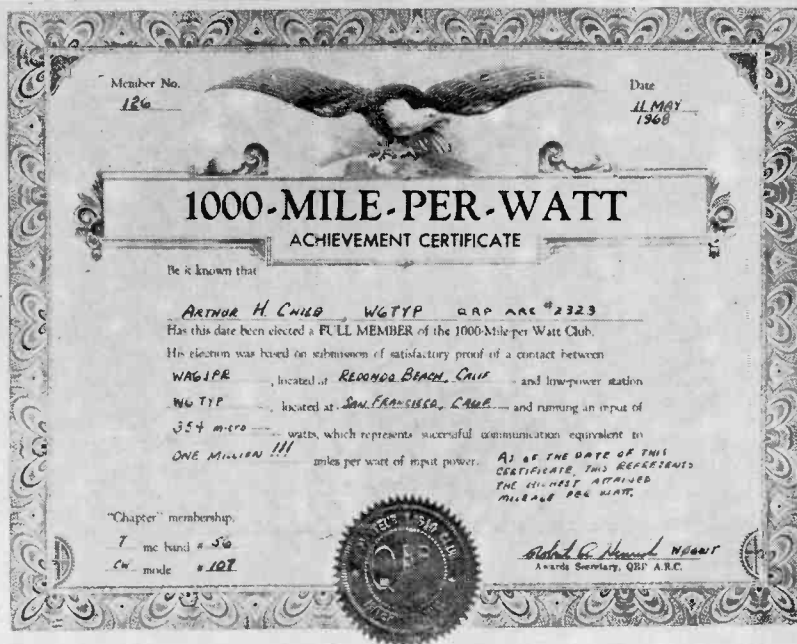 Member No.
126
Date
11 MAY
1968
1000-MILE-PER-WATT
ACHIEVEMENT CERTIFICATE
Be it known that
ARTHUR H. CHILD, W6TYP QRP ARC #2323
Has this date been elected a FULL MEMBER of the 1000-Mile-per Watt Club.
His election was based on submission of satisfactory proof of a contact between
WA6JPR, located at REDONDO BEACH, CALIF and low-power station
W6TYP, located at SAN FRANCISCO, CALIF and running an input of
354 micro watts, which represents successful communication equivalent to
ONE MILLION !!! miles per watt of input power.
AS OF THE DATE OF THIS
CERTIFICATE, THIS REPRESENTS
THE HIGHEST ATTAINED
MILEAGE PER WATT.
"Chapter" membership:
7 mc band # 56
CW mode # 107
QRP
Awards Secretary, QRP A.R.C.